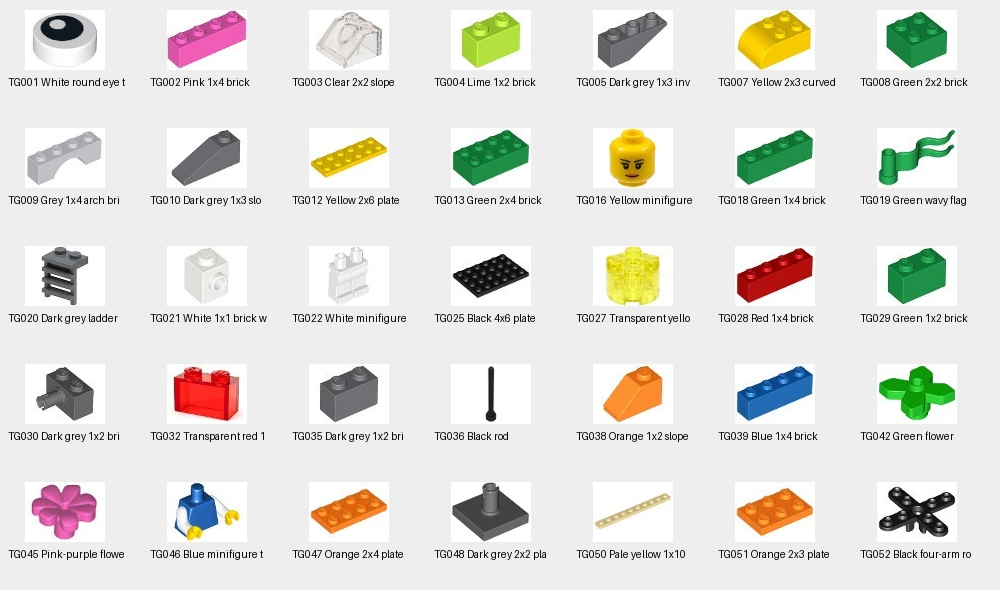 TG001 White round eye t
TG002 Pink 1x4 brick
TG003 Clear 2x2 slope
TG004 Lime 1x2 brick
TG005 Dark grey 1x3 inv
TG007 Yellow 2x3 curved
TG008 Green 2x2 brick
TG009 Grey 1x4 arch bri
TG010 Dark grey 1x3 slo
TG012 Yellow 2x6 plate
TG013 Green 2x4 brick
TG016 Yellow minifigure
TG018 Green 1x4 brick
TG019 Green wavy flag
TG020 Dark grey ladder
TG021 White 1x1 brick w
TG022 White minifigure
TG025 Black 4x6 plate
TG027 Transparent yello
TG028 Red 1x4 brick
TG029 Green 1x2 brick
TG030 Dark grey 1x2 bri
TG032 Transparent red 1
TG035 Dark grey 1x2 bri
TG036 Black rod
TG038 Orange 1x2 slope
TG039 Blue 1x4 brick
TG042 Green flower
TG045 Pink-purple flowe
TG046 Blue minifigure t
TG047 Orange 2x4 plate
TG048 Dark grey 2x2 pla
TG050 Pale yellow 1x10
TG051 Orange 2x3 plate
TG052 Black four-arm ro